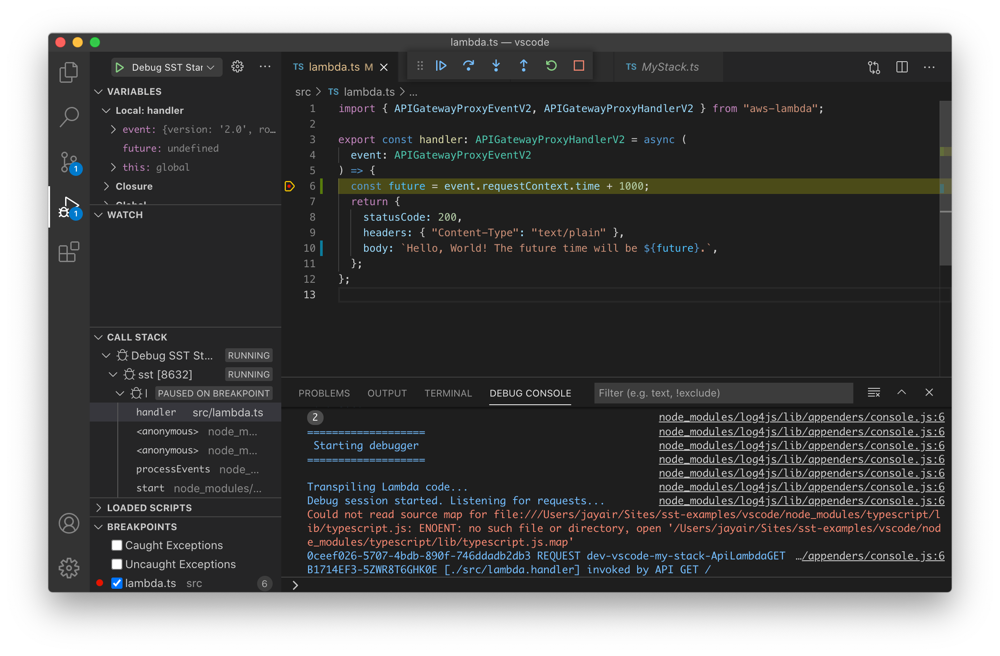 lambda.ts — vscode
Debug SST Star
TS lambda.ts M
TS MyStack.ts
VARIABLES
Local: handler
event: {version: '2.0', ro…
future: undefined
this: global
Closure
Global
1
1
WATCH
CALL STACK
Debug SST St... RUNNING
sst [8632] RUNNING
PAUSED ON BREAKPOINT
handler src/lambda.ts
<anonymous> node_m...
<anonymous> node_m...
processEvents node_...
start node_modules/...
LOADED SCRIPTS
BREAKPOINTS
Caught Exceptions
Uncaught Exceptions
lambda.ts src 6
src > TS lambda.ts > ...
1 import { APIGatewayProxyEventV2, APIGatewayProxyHandlerV2 } from "aws-lambda";
2
3 export const handler: APIGatewayProxyHandlerV2 = async (
4 event: APIGatewayProxyEventV2
5 ) => {
6 const future = event.requestContext.time + 1000;
7 return {
8 statusCode: 200,
9 headers: { "Content-Type": "text/plain" },
10 body: `Hello, World! The future time will be ${future}.`,
11 };
12 };
13
PROBLEMS OUTPUT TERMINAL DEBUG CONSOLE Filter (e.g. text, !exclude)
2 node_modules/log4js/lib/appenders/console.js:6
=================== node_modules/log4js/lib/appenders/console.js:6
Starting debugger node_modules/log4js/lib/appenders/console.js:6
=================== node_modules/log4js/lib/appenders/console.js:6
node_modules/log4js/lib/appenders/console.js:6
Transpiling Lambda code... node_modules/log4js/lib/appenders/console.js:6
Debug session started. Listening for requests... node_modules/log4js/lib/appenders/console.js:6
Could not read source map for file:///Users/jayair/Sites/sst-examples/vscode/node_modules/typescript/l
ib/typescript.js: ENOENT: no such file or directory, open '/Users/jayair/Sites/sst-examples/vscode/nod
e_modules/typescript/lib/typescript.js.map'
0ceef026-5707-4bdb-890f-746ddadb2db3 REQUEST dev-vscode-my-stack-ApiLambdaGET …/appenders/console.js:6
B1714EF3-5ZWR8T6GHK0E [./src/lambda.handler] invoked by API GET /
>